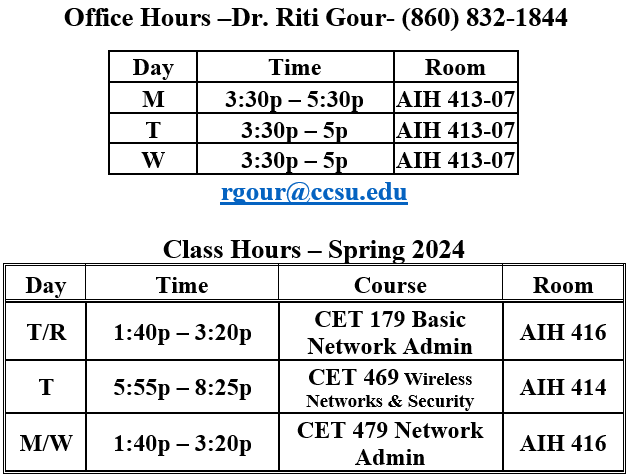 Office Hours –Dr. Riti Gour- (860) 832-1844
Day Time Room
M 3:30p – 5:30p AIH 413-07
T 3:30p – 5p AIH 413-07
W 3:30p – 5p AIH 413-07
rgour@ccsu.edu
Class Hours – Spring 2024
Day Time Course Room
T/R 1:40p – 3:20p CET 179 Basic
Network Admin AIH 416
T 5:55p – 8:25p CET 469 Wireless
Networks & Security AIH 414
M/W 1:40p – 3:20p CET 479 Network
Admin AIH 416